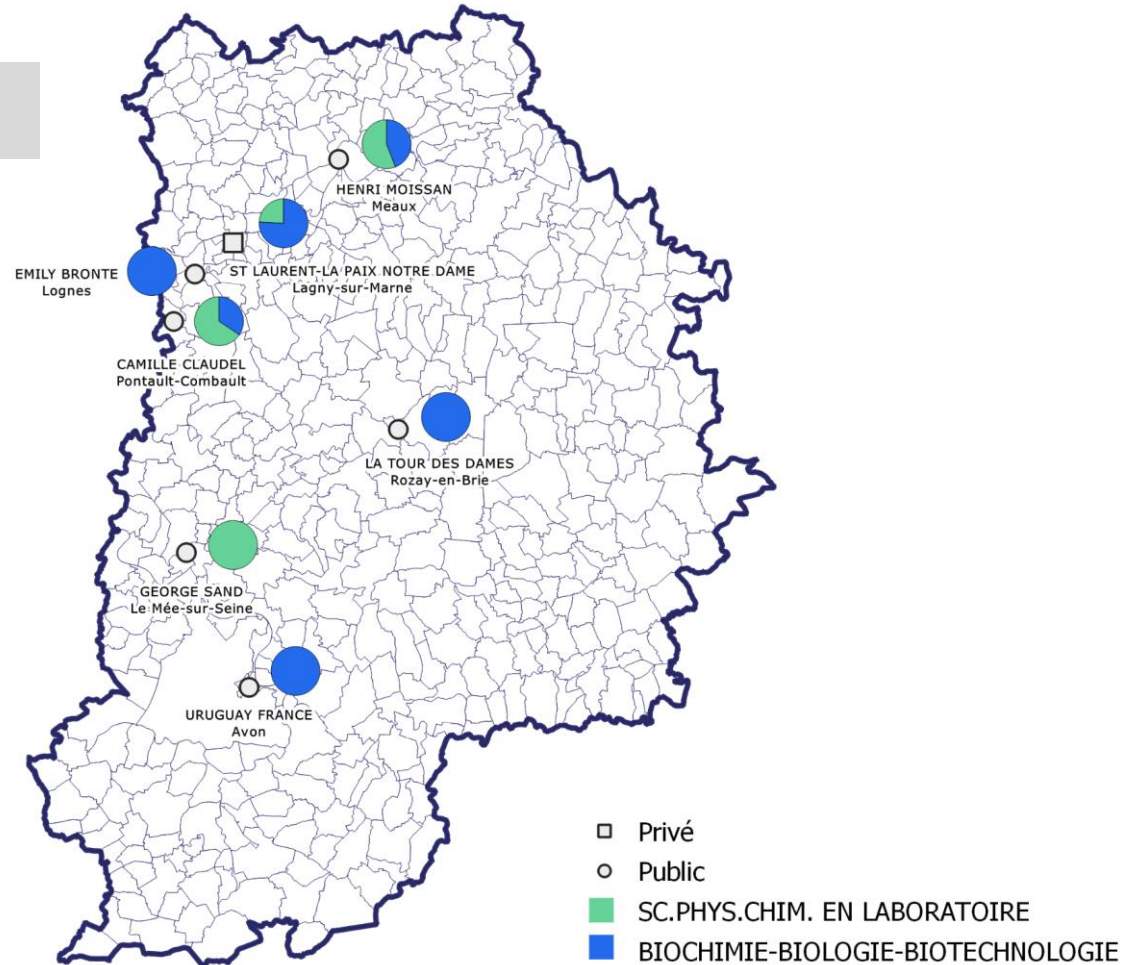 HENRI MOISSAN
Meaux
ST LAURENT-LA PAIX NOTRE DAME
Lagny-sur-Marne
EMILY BRONTE
Lognes
CAMILLE CLAUDEL
Pontault-Combault
LA TOUR DES DAMES
Rozay-en-Brie
GEORGE SAND
Le Mée-sur-Seine
URUGUAY FRANCE
Avon
Privé
Public
SC.PHYS.CHIM. EN LABORATOIRE
BIOCHIMIE-BIOLOGIE-BIOTECHNOLOGIE